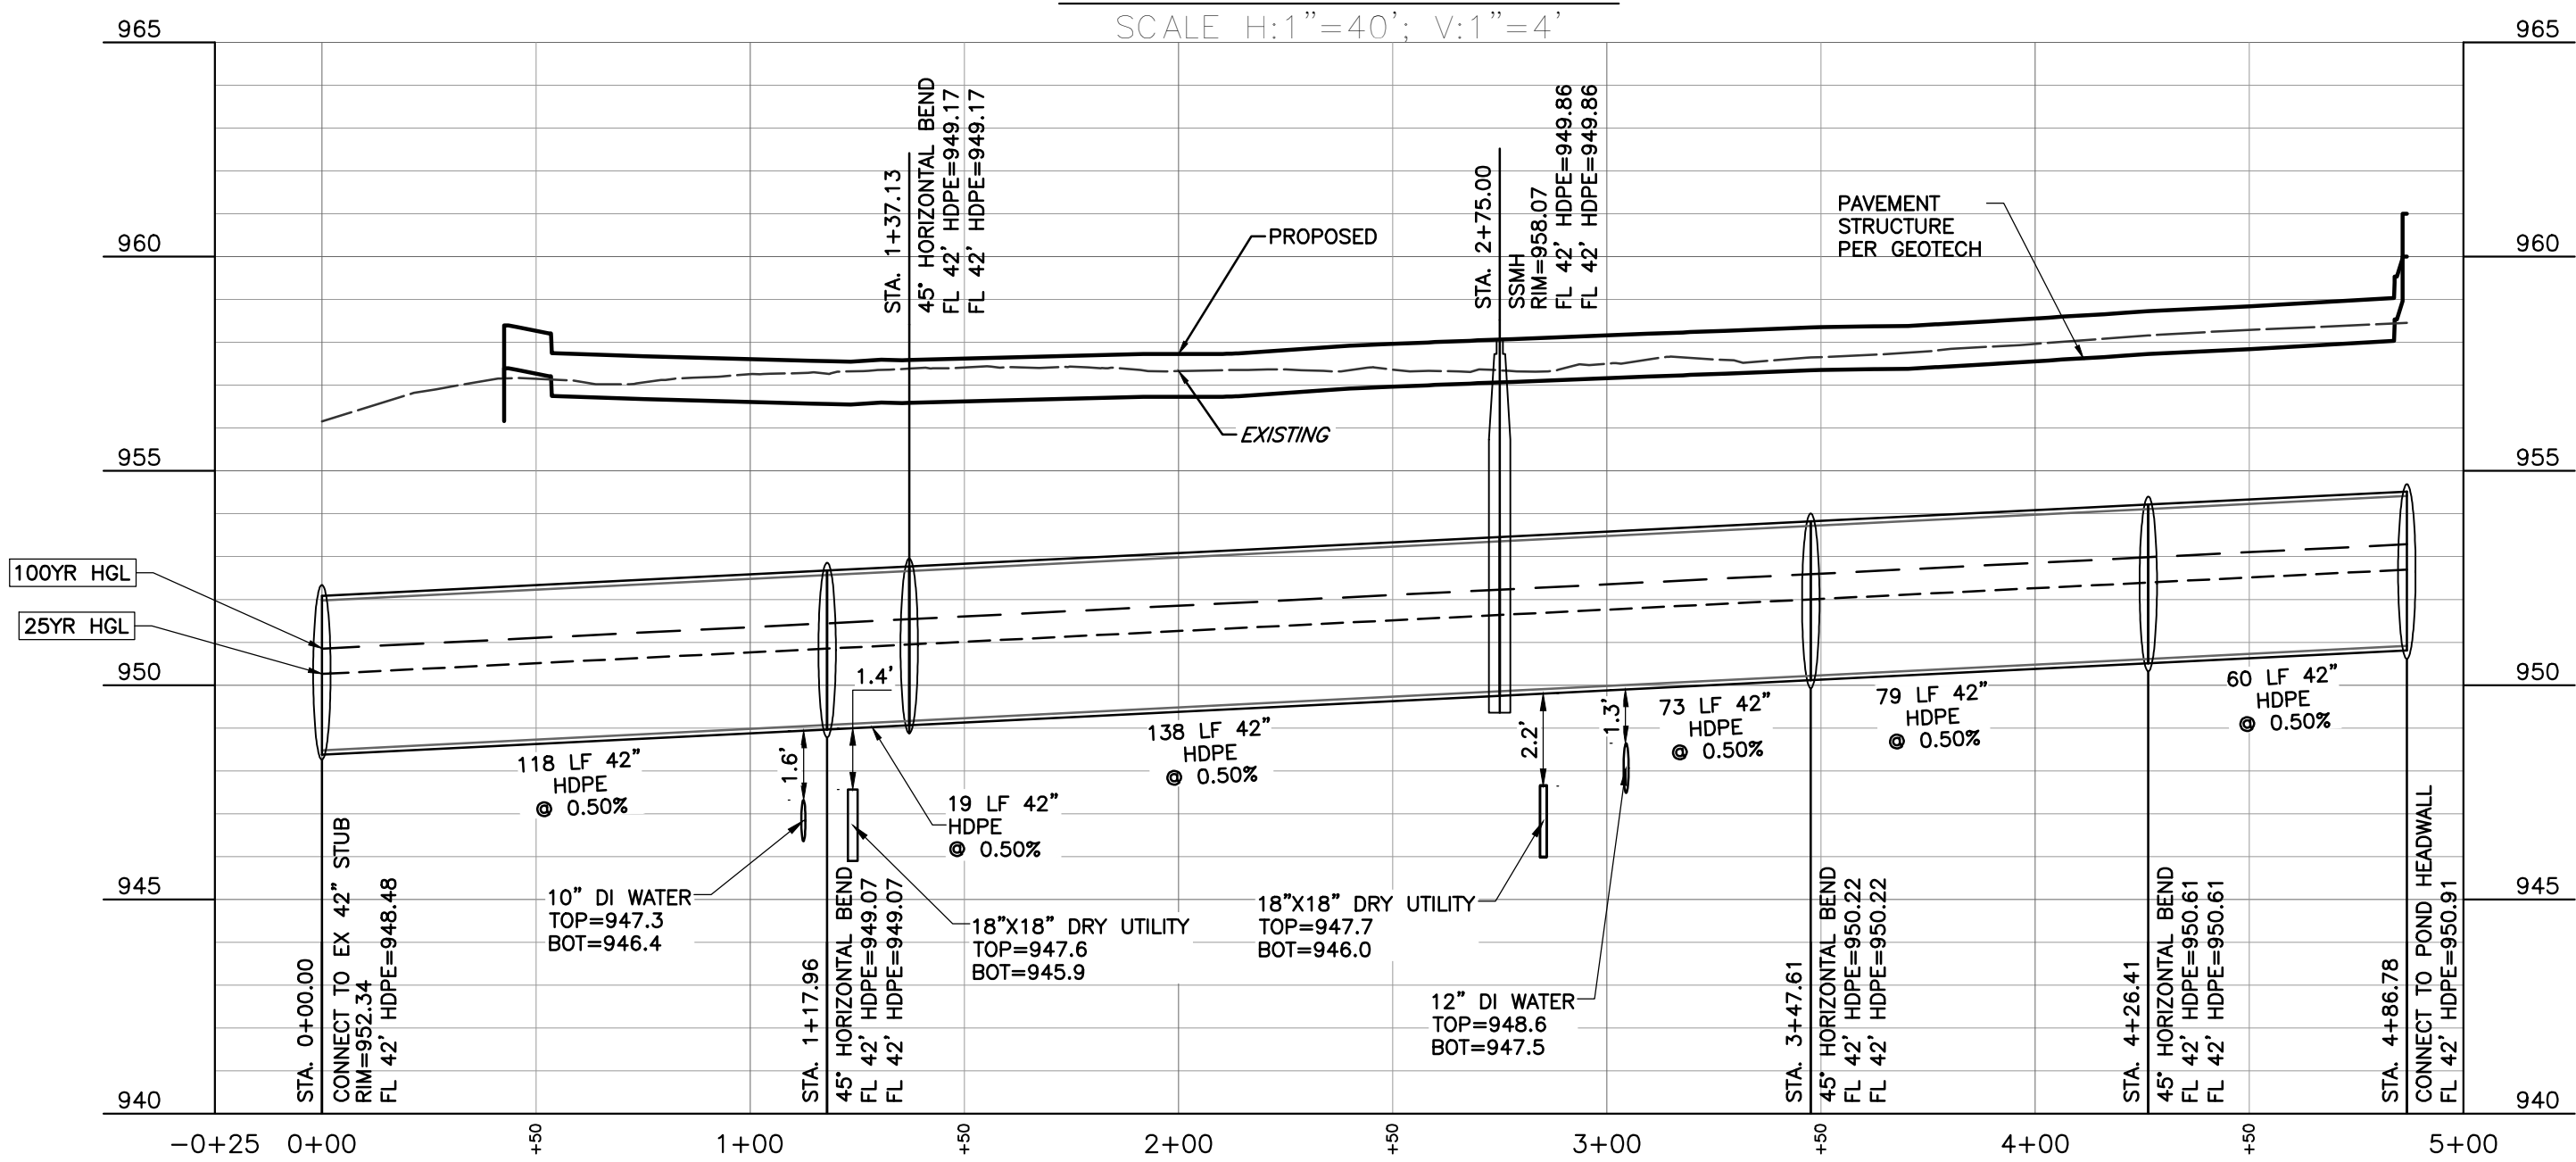 SCALE H:1"=40'; V:1"=4'
965
965
960
960
955
955
950
950
945
945
940
940
STA. 1+37.13
45° HORIZONTAL BEND
FL 42' HDPE=949.17
FL 42' HDPE=949.17
STA. 2+75.00
SSMH
RIM=958.07
FL 42' HDPE=949.86
FL 42' HDPE=949.86
PROPOSED
EXISTING
PAVEMENT
STRUCTURE
PER GEOTECH
100YR HGL
25YR HGL
118 LF 42"
HDPE
@ 0.50%
1.6'
1.4'
19 LF 42"
HDPE
@ 0.50%
138 LF 42"
HDPE
@ 0.50%
2.2'
1.3'
73 LF 42"
HDPE
@ 0.50%
79 LF 42"
HDPE
@ 0.50%
60 LF 42"
HDPE
@ 0.50%
10" DI WATER
TOP=947.3
BOT=946.4
18"X18" DRY UTILITY
TOP=947.6
BOT=945.9
18"X18" DRY UTILITY
TOP=947.7
BOT=946.0
12" DI WATER
TOP=948.6
BOT=947.5
STA. 0+00.00
CONNECT TO EX 42" STUB
RIM=952.34
FL 42' HDPE=948.48
STA. 1+17.96
45° HORIZONTAL BEND
FL 42' HDPE=949.07
FL 42' HDPE=949.07
STA. 3+47.61
45° HORIZONTAL BEND
FL 42' HDPE=950.22
FL 42' HDPE=950.22
STA. 4+26.41
45° HORIZONTAL BEND
FL 42' HDPE=950.61
FL 42' HDPE=950.61
STA. 4+86.78
CONNECT TO POND HEADWALL
FL 42' HDPE=950.91
-0+25
0+00
+50
1+00
+50
2+00
+50
3+00
+50
4+00
+50
5+00